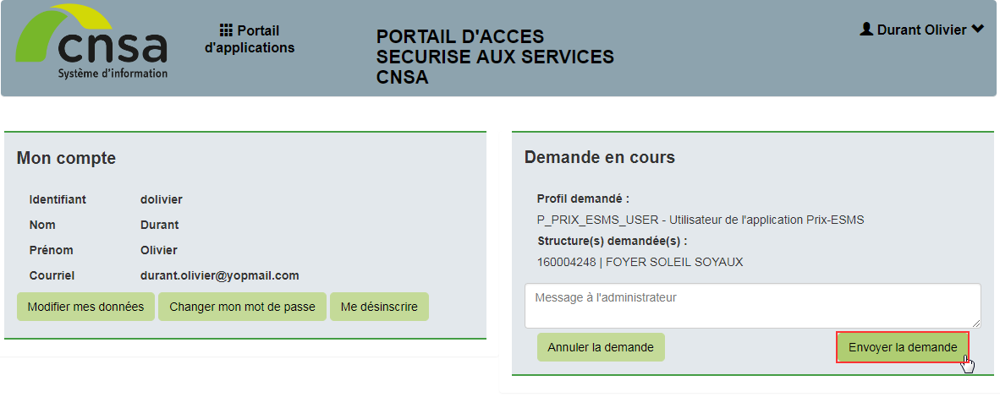 cnsa
Système d'information
Portail
d'applications
PORTAIL D'ACCES
SECURISE AUX SERVICES
CNSA
Durant Olivier
Mon compte
Identifiant dolivier
Nom Durant
Prénom Olivier
Courriel durant.olivier@yopmail.com
Modifier mes données Changer mon mot de passe Me désinscrire
Demande en cours
Profil demandé :
P_PRIX_ESMS_USER - Utilisateur de l'application Prix-ESMS
Structure(s) demandée(s) :
160004248 | FOYER SOLEIL SOYAUX
Message à l'administrateur
Annuler la demande Envoyer la demande